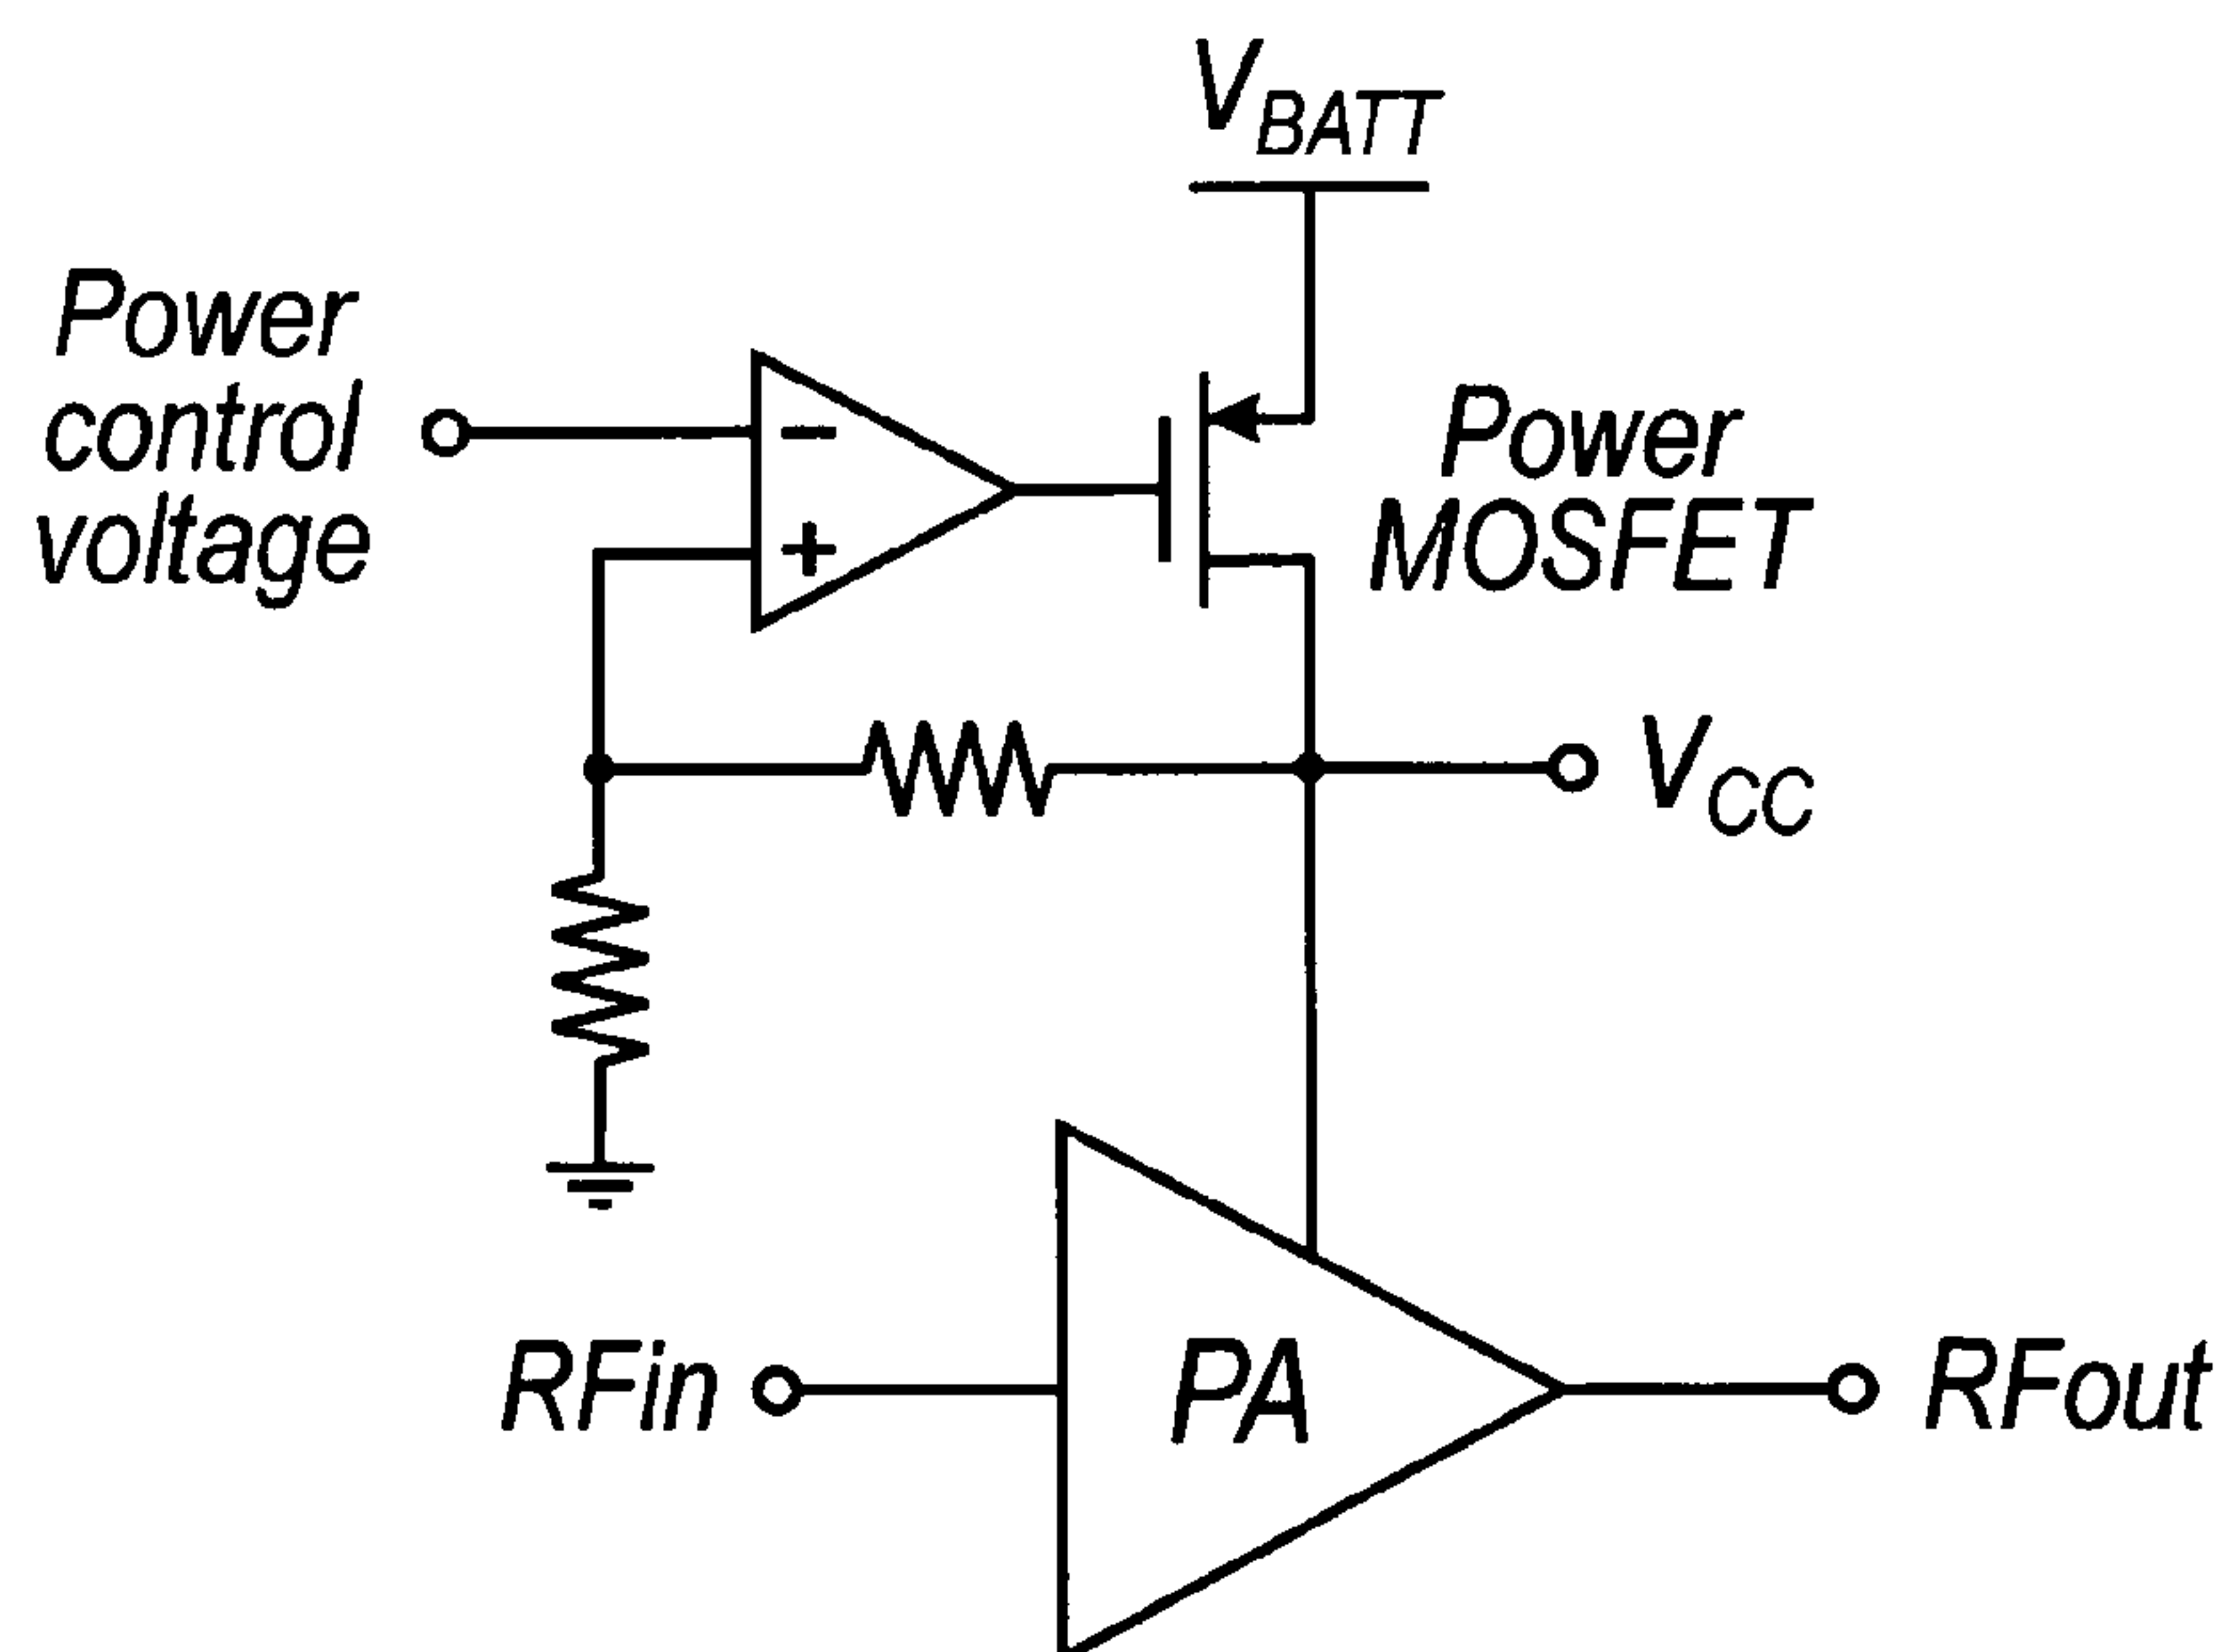 V_BATT
Power
control
voltage
-
+
Power
MOSFET
V_CC
RFin
PA
RFout